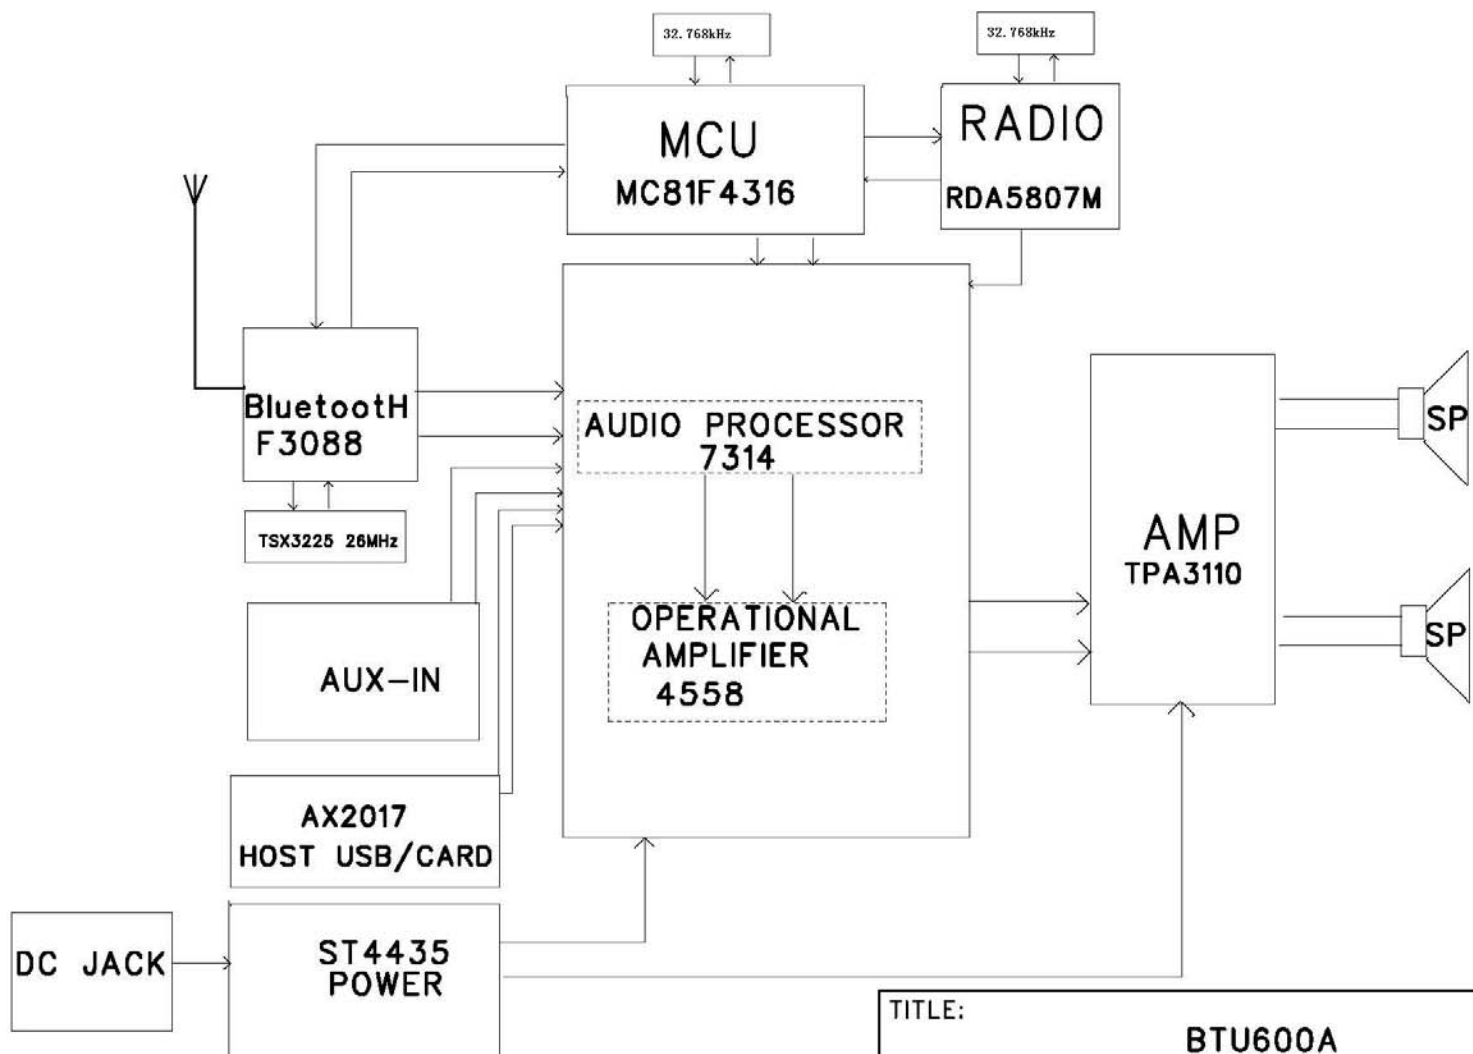 32.768kHz
32.768kHz
MCU
MC81F4316
RADIO
RDA5807M
BluetootH
F3088
TSX3225 26MHz
AUDIO PROCESSOR
7314
OPERATIONAL
AMPLIFIER
4558
AMP
TPA3110
SP
SP
AUX-IN
AX2017
HOST USB/CARD
DC JACK
ST4435
POWER
TITLE:
BTU600A